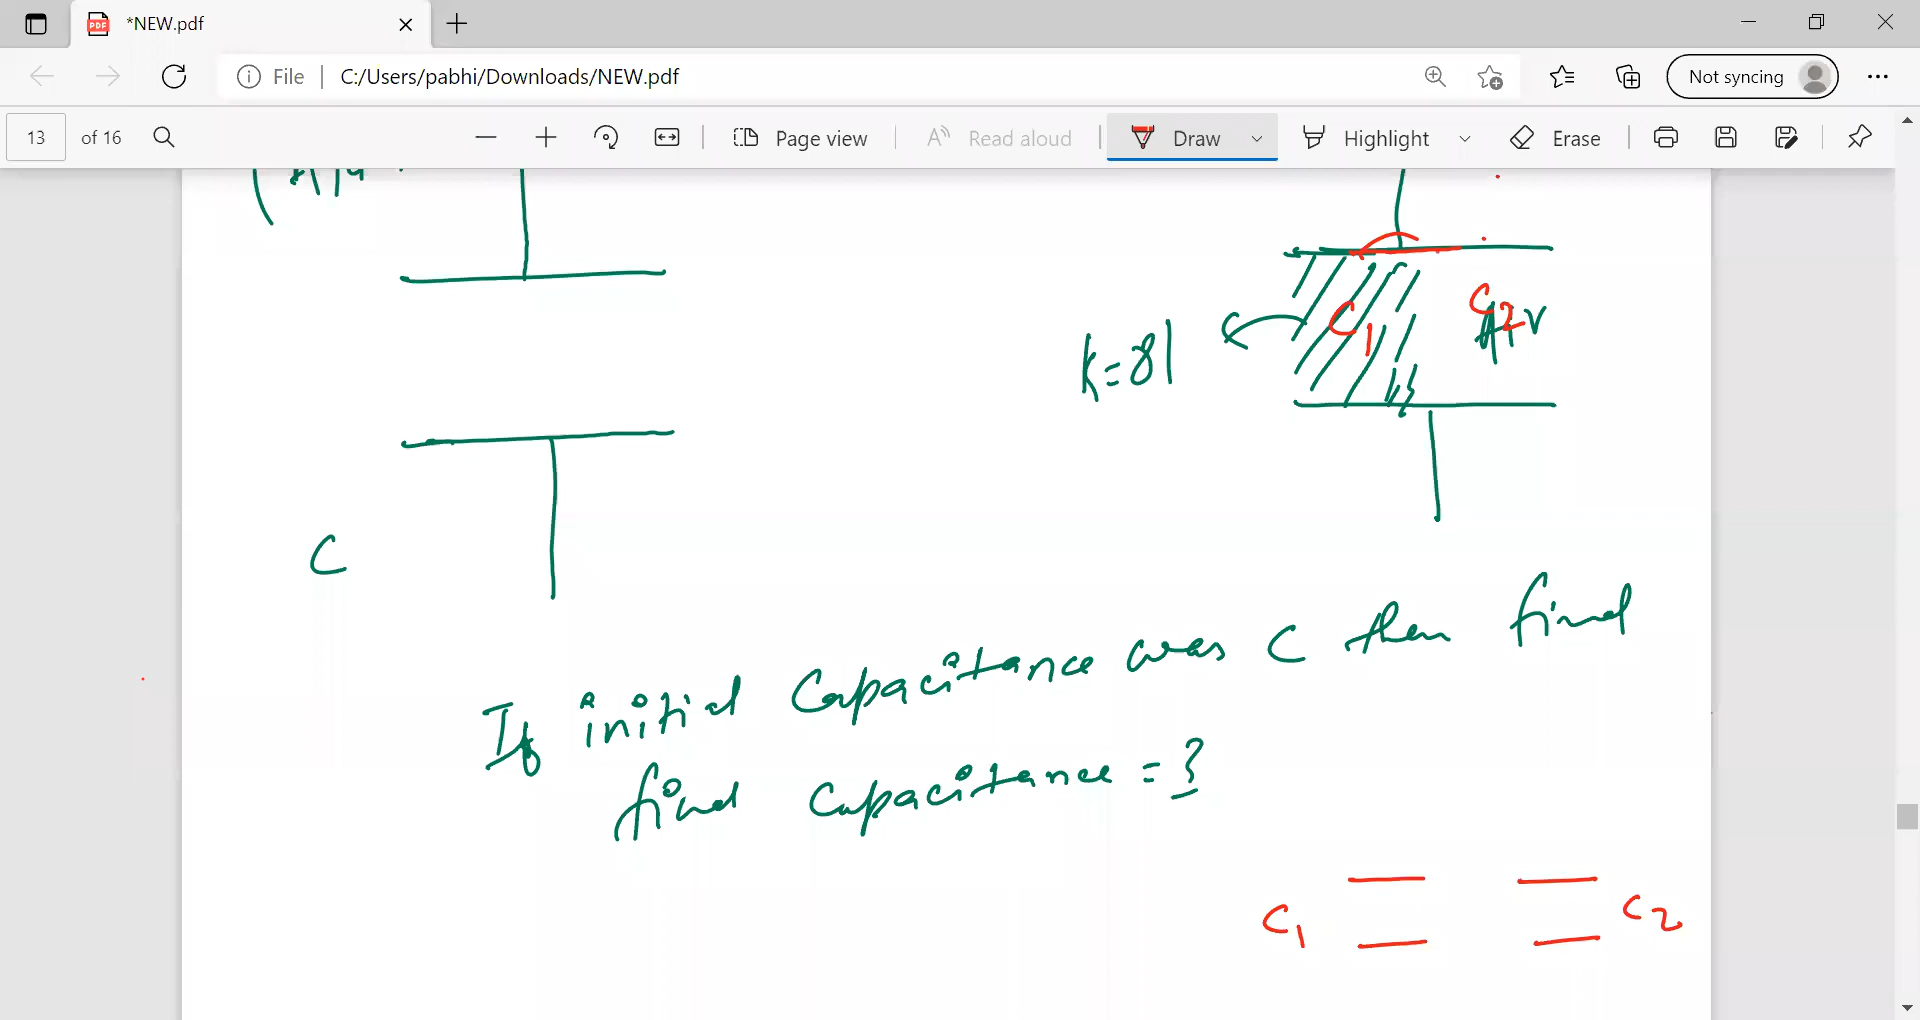 *NEW.pdf
File | C:/Users/pabhi/Downloads/NEW.pdf
Not syncing
13 of 16
Page view
Read aloud
Draw
Highlight
Erase
C1
C2
k=81
C
If initial Capacitance was C then find
final Capacitance = ?
C1
C2